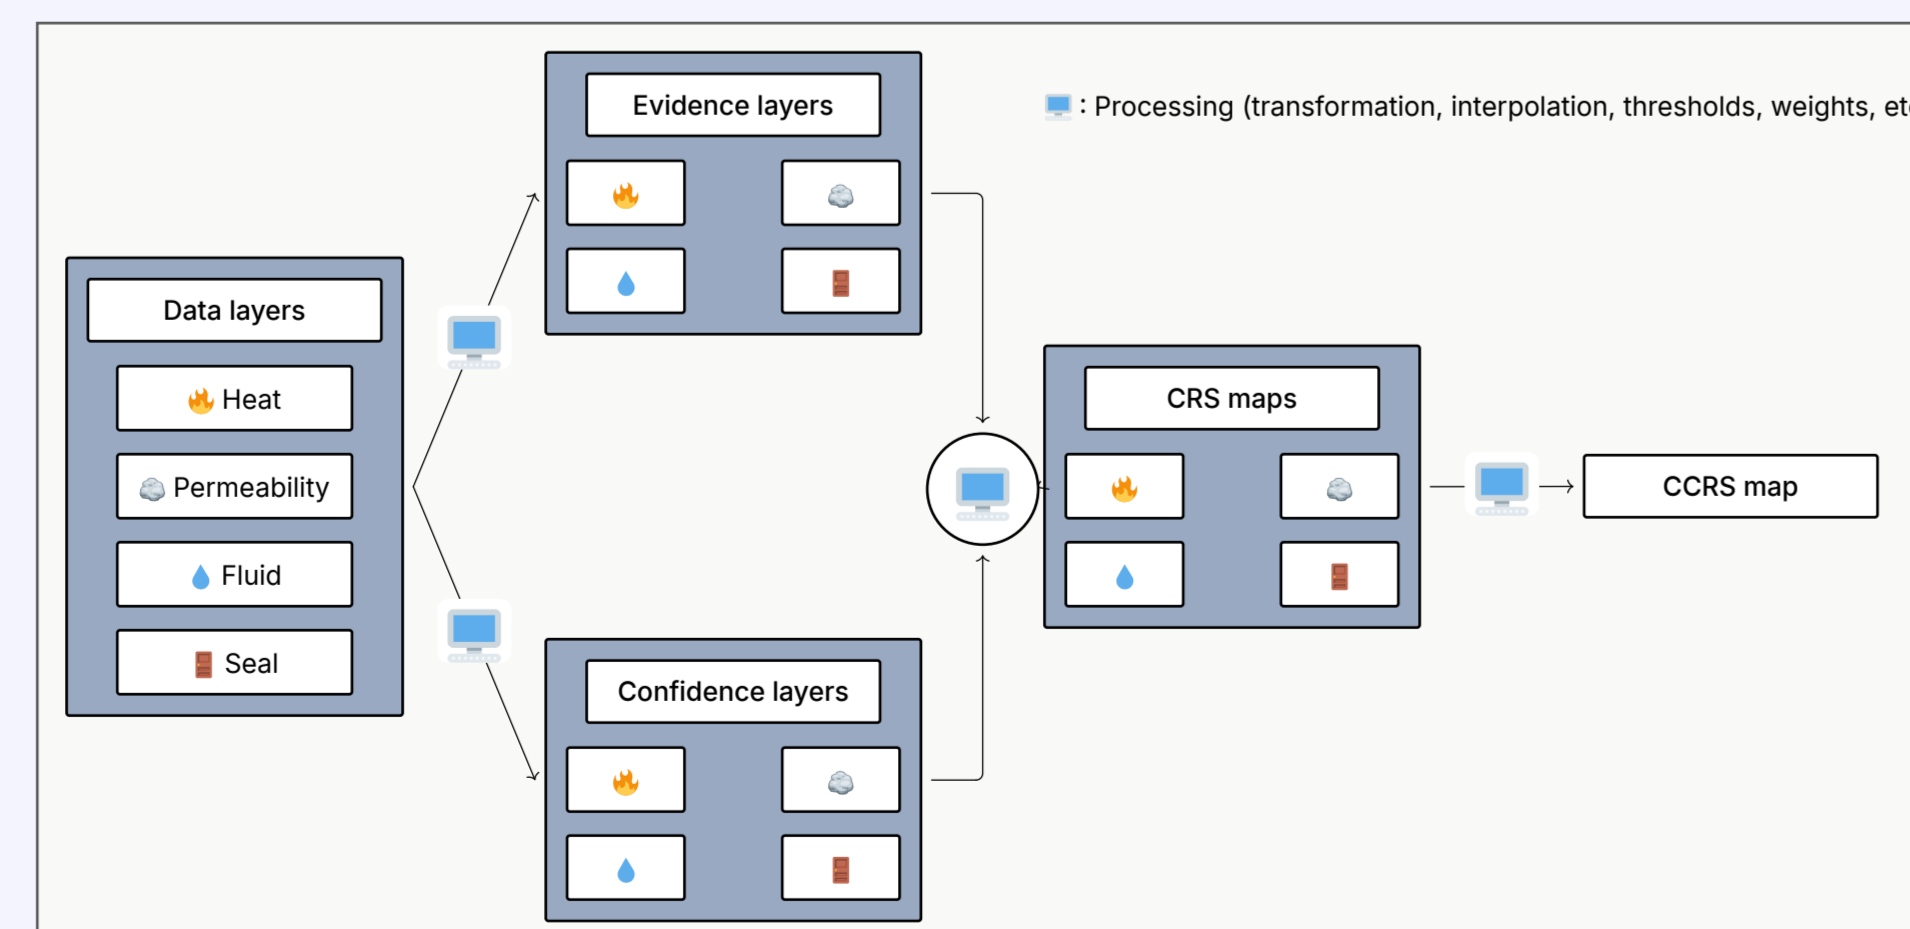 Evidence layers
: Processing (transformation, interpolation, thresholds, weights,
Data layers
Heat
Permeability
Fluid
Seal
CRS maps
CCRS map
Confidence layers